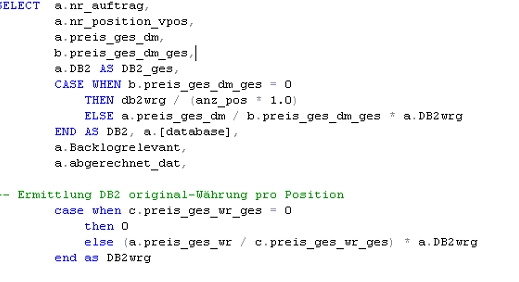 SELECT a.nr_auftrag,
a.nr_position_vpos,
a.preis_ges_dm,
b.preis_ges_dm_ges,
a.DB2 AS DB2_ges,
CASE WHEN b.preis_ges_dm_ges = 0
THEN db2wrg / (anz_pos * 1.0)
ELSE a.preis_ges_dm / b.preis_ges_dm_ges * a.DB2wrg
END AS DB2, a.[database],
a.Backlogrelevant,
a.abgerechnet_dat,
-- Ermittlung DB2 original-Währung pro Position
case when c.preis_ges_wr_ges = 0
then 0
else (a.preis_ges_wr / c.preis_ges_wr_ges) * a.DB2wrg
end as DB2wrg